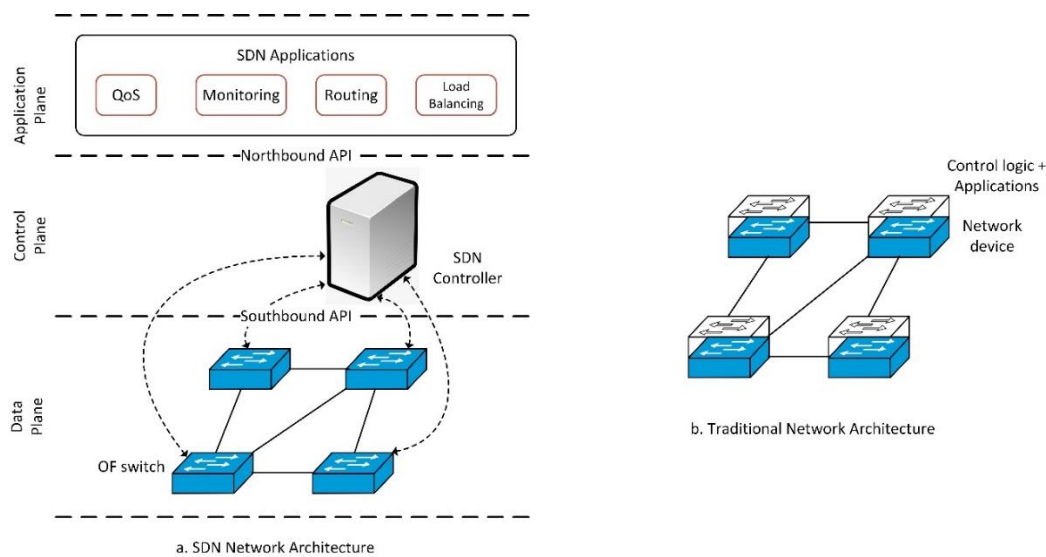 Application
Plane
SDN Applications
QoS
Monitoring
Routing
Load
Balancing
Northbound API
Control
Plane
SDN
Controller
Southbound API
Data
Plane
OF switch
a. SDN Network Architecture
Control logic +
Applications
Network
device
b. Traditional Network Architecture